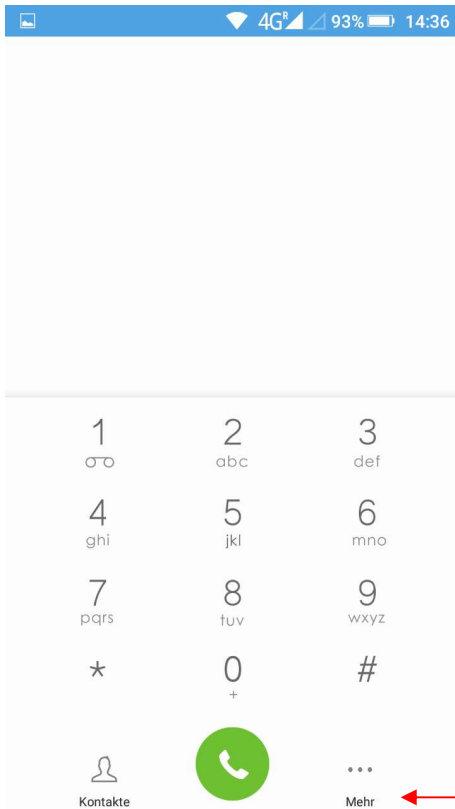 4G R 93% 14:36
1 2 3
abc def
4 5 6
ghi jkl mno
7 8 9
pqrs tuv wxyz
* 0 #
+
Kontakte Mehr